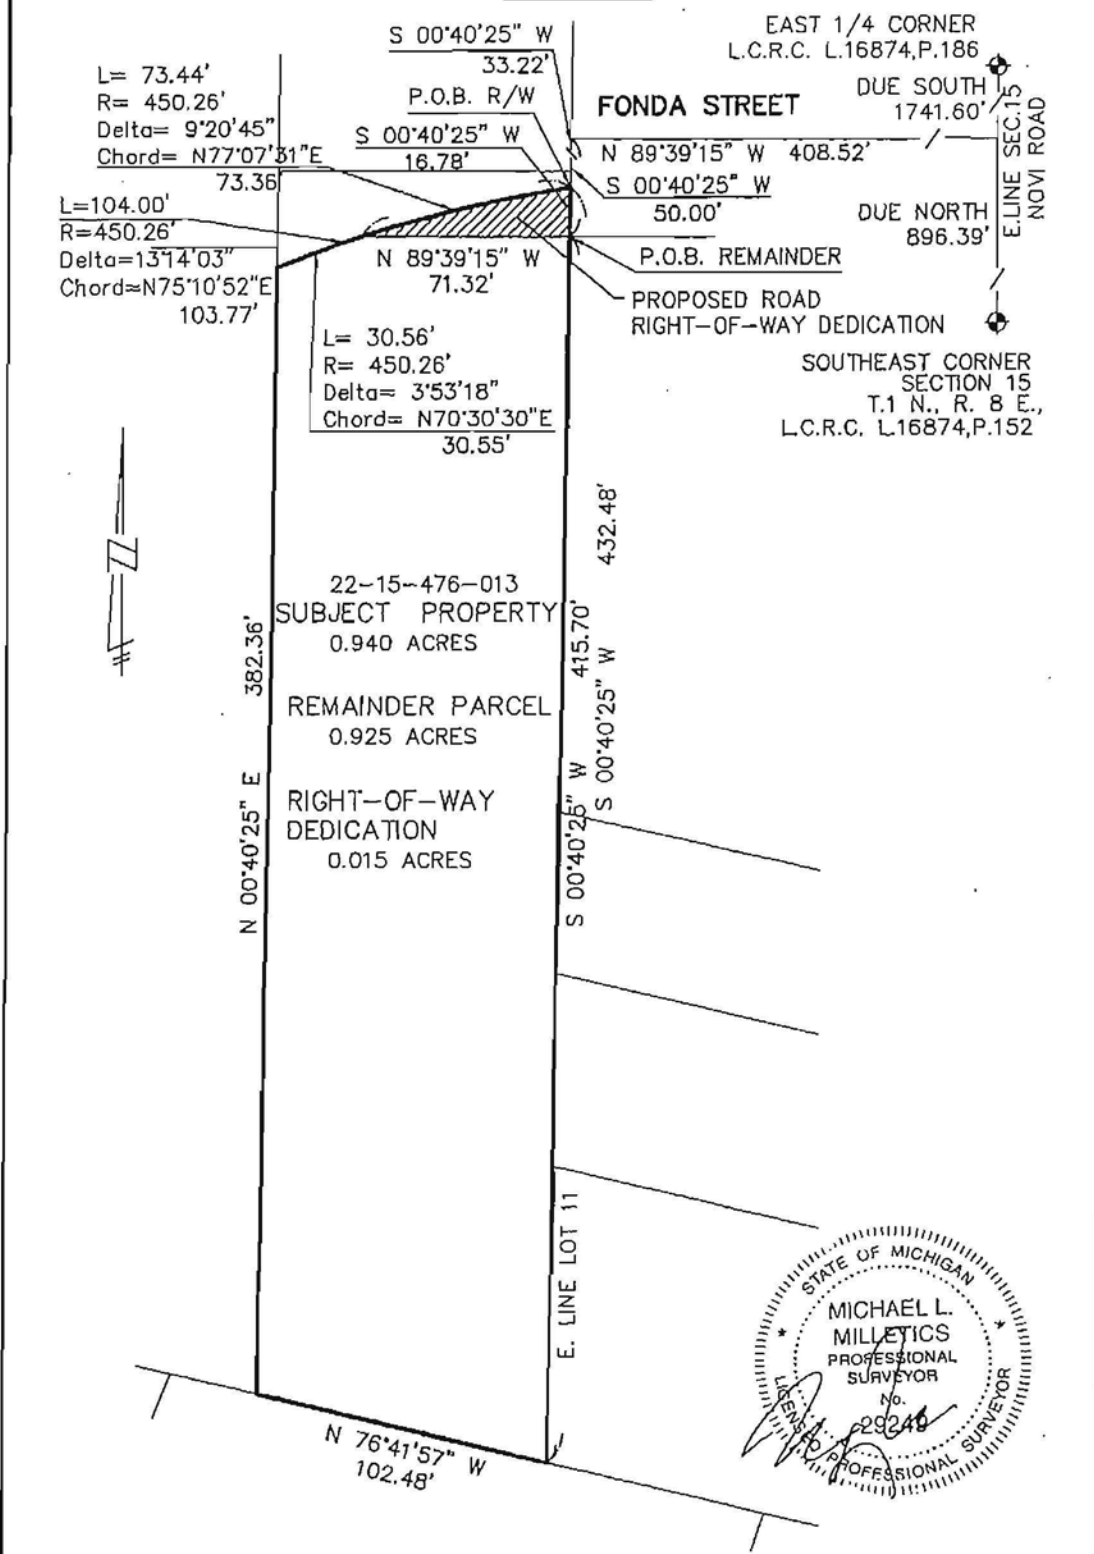 S 00°40'25" W
33.22'
EAST 1/4 CORNER
L.C.R.C. L.16874,P.186
L= 73.44'
R= 450.26'
Delta= 9°20'45"
Chord= N77°07'31"E
73.36
P.O.B. R/W
S 00°40'25" W
16.78'
FONDA STREET
DUE SOUTH
1741.60'
E.LINE SEC.15
NOVI ROAD
N 89°39'15" W 408.52'
S 00°40'25" W
50.00'
L=104.00'
R=450.26'
Delta=13°14'03"
Chord=N75°10'52"E
103.77'
DUE NORTH
896.39'
N 89°39'15" W
71.32'
P.O.B. REMAINDER
PROPOSED ROAD
RIGHT-OF-WAY DEDICATION
L= 30.56'
R= 450.26'
Delta= 3°53'18"
Chord= N70°30'30"E
30.55'
SOUTHEAST CORNER
SECTION 15
T.1 N., R. 8 E.,
L.C.R.C. L.16874,P.152
N
432.48'
S 00°40'25" W
415.70'
S 00°40'25" W
382.36'
N 00°40'25" E
22-15-476-013
SUBJECT PROPERTY
0.940 ACRES
REMAINDER PARCEL
0.925 ACRES
RIGHT-OF-WAY
DEDICATION
0.015 ACRES
E. LINE LOT 11
N 76°41'57" W
102.48'
STATE OF MICHIGAN
MICHAEL L.
MILLETICS
PROFESSIONAL
SURVEYOR
No.
29249
LICENSED PROFESSIONAL SURVEYOR